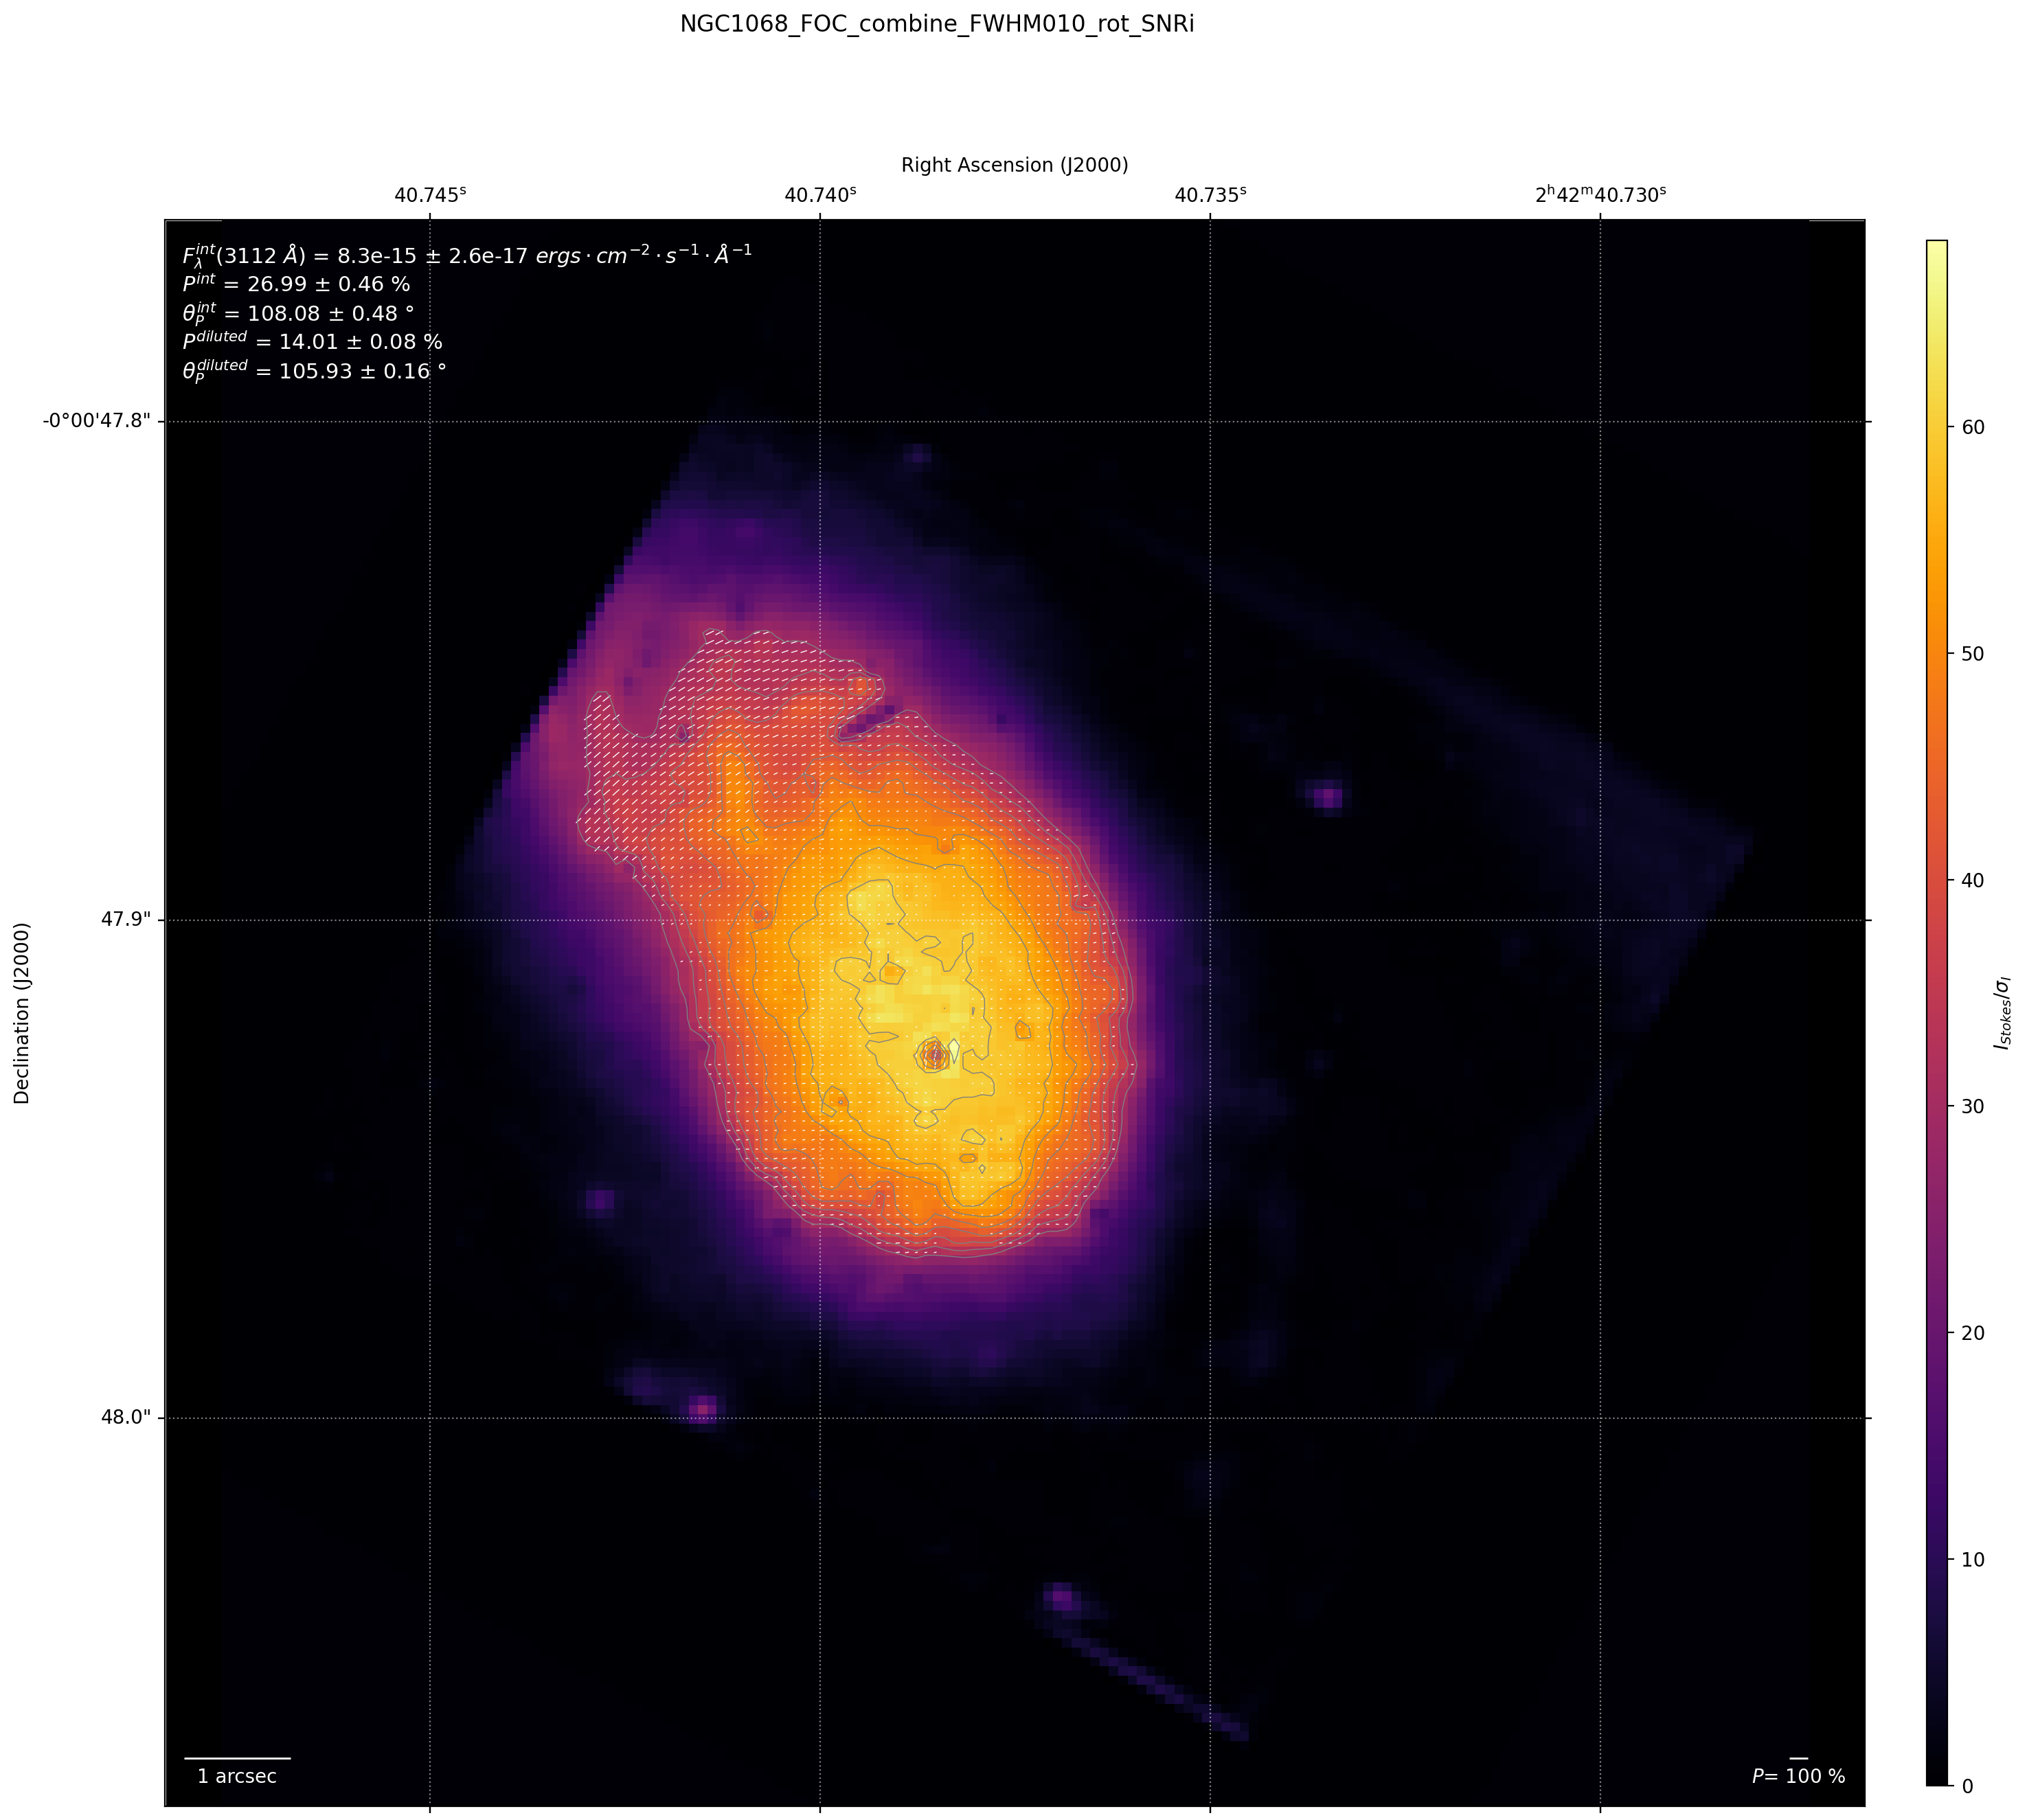 NGC1068_FOC_combine_FWHM010_rot_SNRi
Right Ascension (J2000)
40.745ˢ 40.740ˢ 40.735ˢ 2ʰ42ᵐ40.730ˢ
F_λ^int(3112 Å) = 8.3e-15 ± 2.6e-17 ergs · cm⁻² · s⁻¹ · Å⁻¹
P^int = 26.99 ± 0.46 %
θ_P^int = 108.08 ± 0.48 °
P^diluted = 14.01 ± 0.08 %
θ_P^diluted = 105.93 ± 0.16 °
-0°00'47.8"
47.9"
48.0"
Declination (J2000)
60
50
40
30
20
10
0
I_stokes/σ_I
1 arcsec
P= 100 %